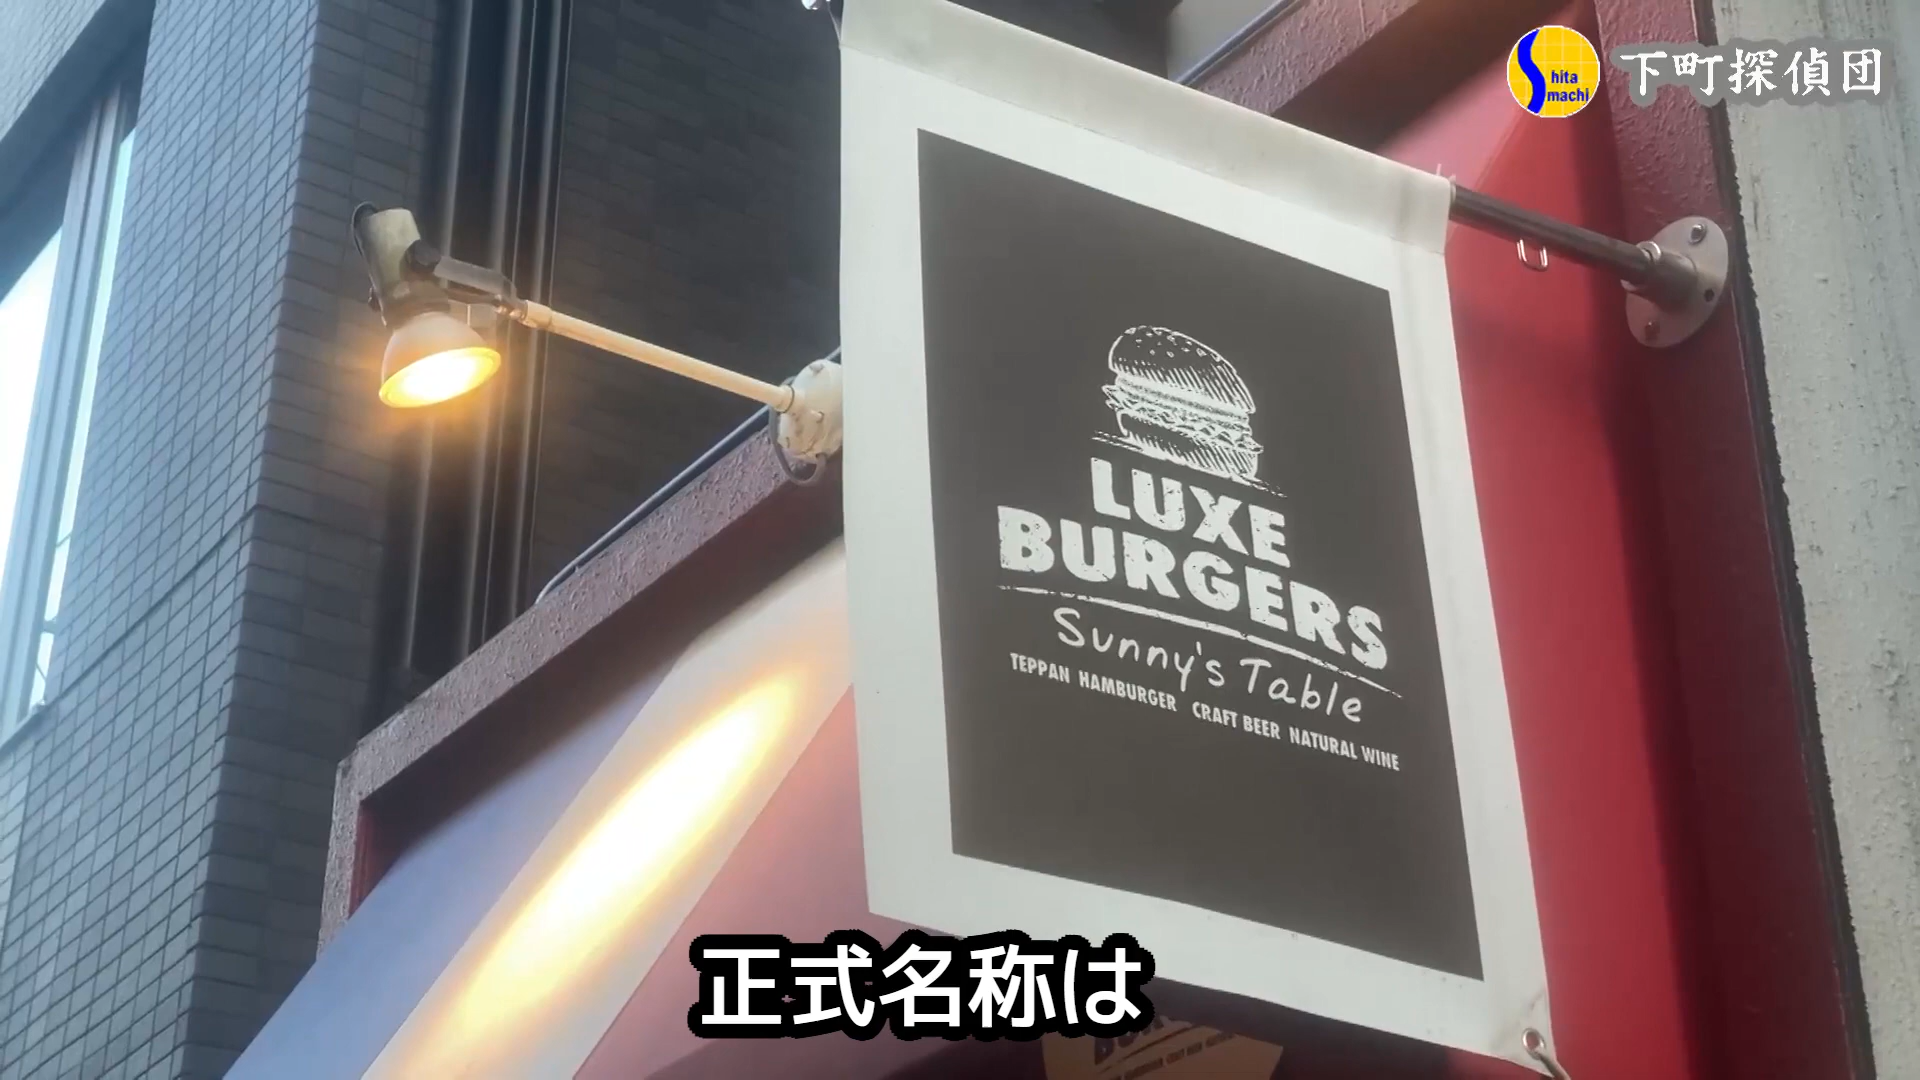 hita
machi
下町探偵団
LUXE
BURGERS
Sunny's Table
TEPPAN HAMBURGER CRAFT BEER NATURAL WINE
正式名称は